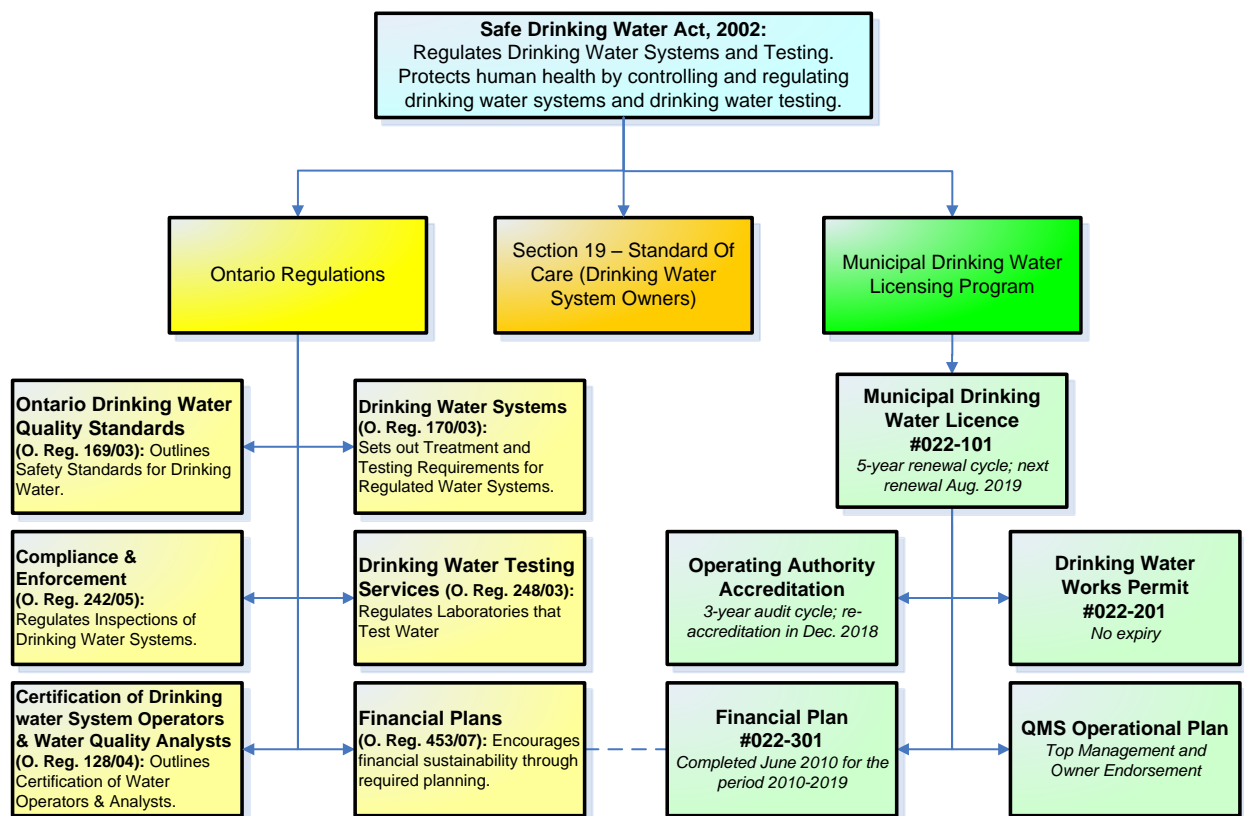 Safe Drinking Water Act, 2002:
Regulates Drinking Water Systems and Testing.
Protects human health by controlling and regulating
drinking water systems and drinking water testing.
Ontario Regulations
Section 19 – Standard Of
Care (Drinking Water
System Owners)
Municipal Drinking Water
Licensing Program
Ontario Drinking Water
Quality Standards
(O. Reg. 169/03): Outlines
Safety Standards for Drinking
Water.
Drinking Water Systems
(O. Reg. 170/03):
Sets out Treatment and
Testing Requirements for
Regulated Water Systems.
Municipal Drinking
Water Licence
#022-101
5-year renewal cycle; next
renewal Aug. 2019
Compliance &
Enforcement
(O. Reg. 242/05):
Regulates Inspections of
Drinking Water Systems.
Drinking Water Testing
Services (O. Reg. 248/03):
Regulates Laboratories that
Test Water
Operating Authority
Accreditation
3-year audit cycle; re-
accreditation in Dec. 2018
Drinking Water
Works Permit
#022-201
No expiry
Certification of Drinking
water System Operators
& Water Quality Analysts
(O. Reg. 128/04): Outlines
Certification of Water
Operators & Analysts.
Financial Plans
(O. Reg. 453/07): Encourages
financial sustainability through
required planning.
Financial Plan
#022-301
Completed June 2010 for the
period 2010-2019
QMS Operational Plan
Top Management and
Owner Endorsement